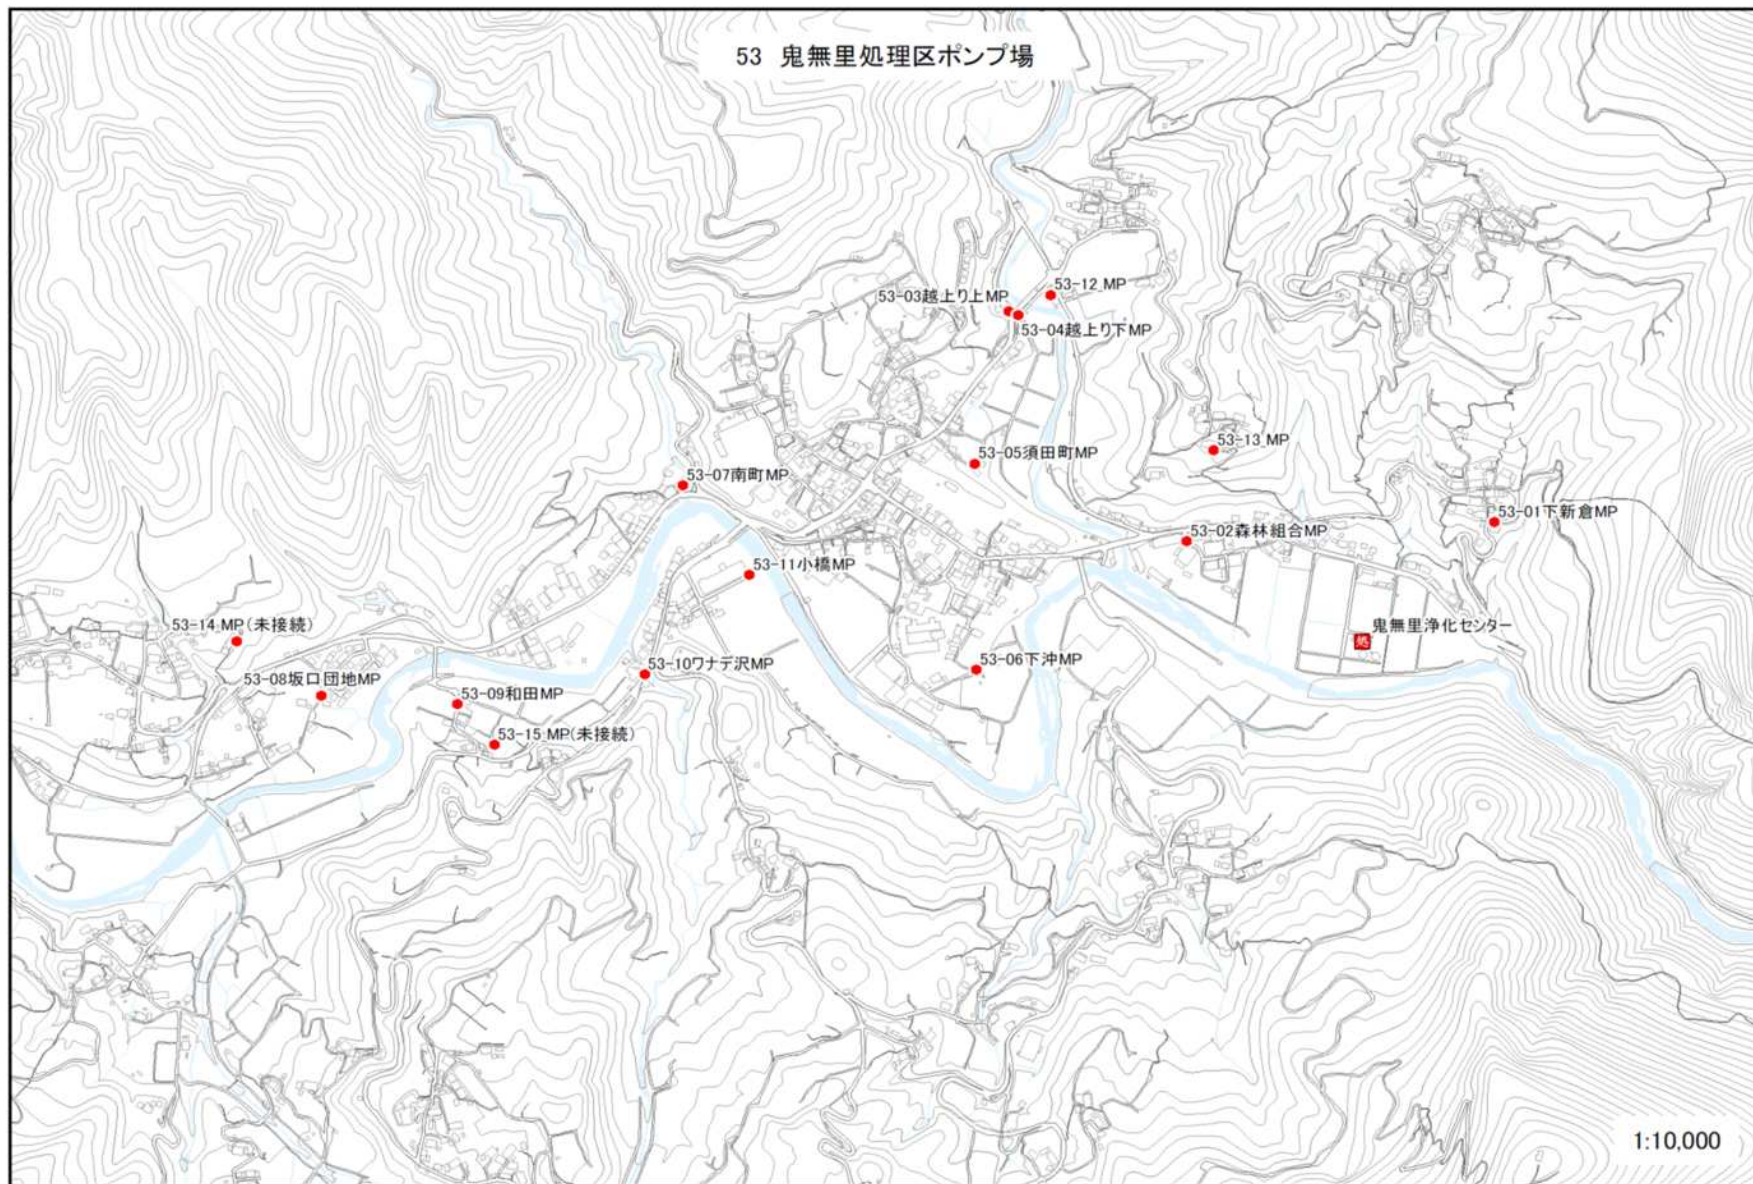 53 鬼無里処理区ポンプ場
53-12 MP
53-03越上り上MP
53-04越上り下MP
53-13 MP
53-05須田町MP
53-07南町MP
53-01下新倉MP
53-02森林組合MP
53-11小橋MP
53-14 MP(未接続)
鬼無里浄化センター
処
53-10ワナデ沢MP
53-06下沖MP
53-08坂口団地MP
53-09和田MP
53-15 MP(未接続)
1:10,000